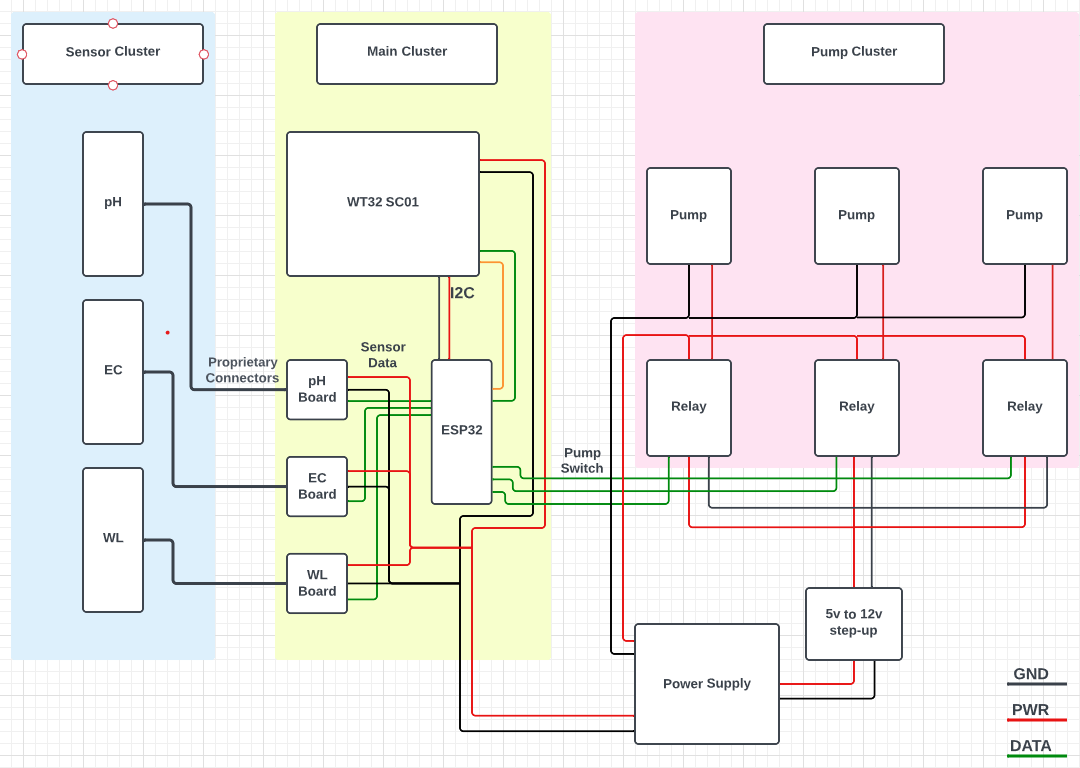 Sensor Cluster
Main Cluster
Pump Cluster
pH
WT32 SC01
Pump
Pump
Pump
I2C
EC
Proprietary
Connectors
Sensor
Data
pH
Board
ESP32
Relay
Relay
Relay
Pump
Switch
EC
Board
WL
WL
Board
5v to 12v
step-up
Power Supply
GND
PWR
DATA